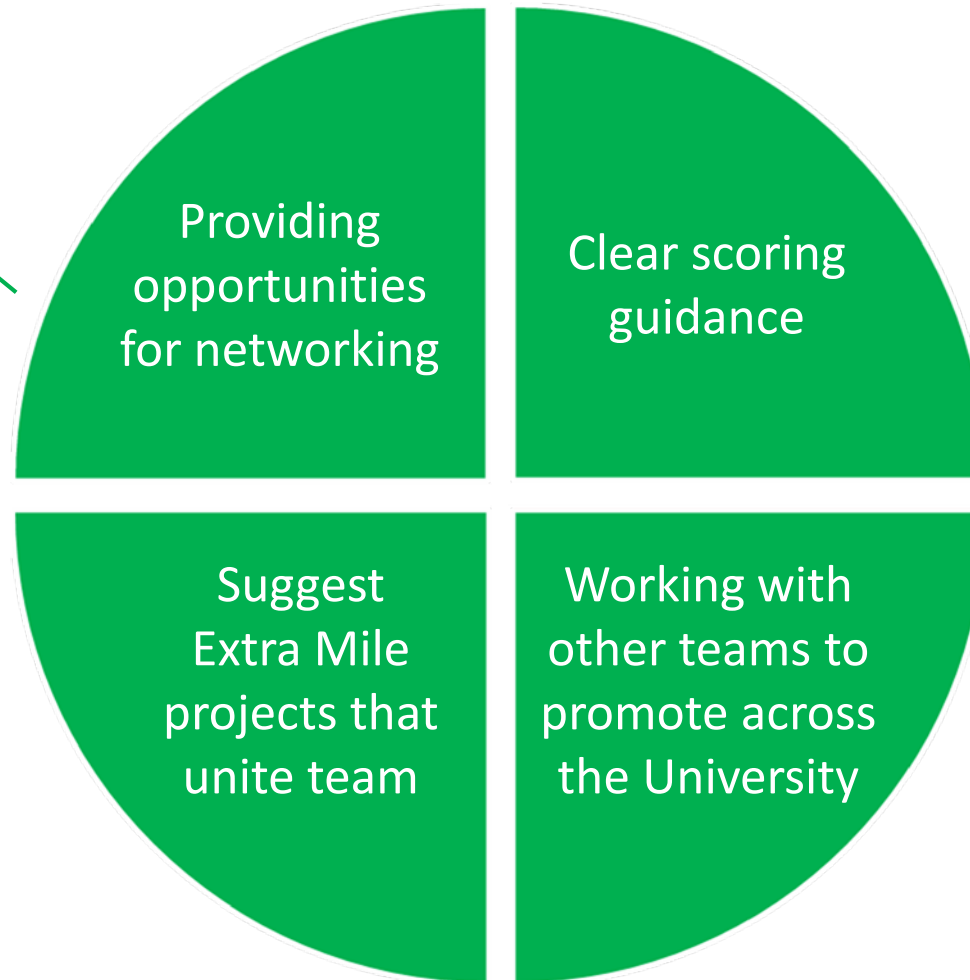 Providing
opportunities
for networking
Clear scoring
guidance
Suggest
Extra Mile
projects that
unite team
Working with
other teams to
promote across
the University